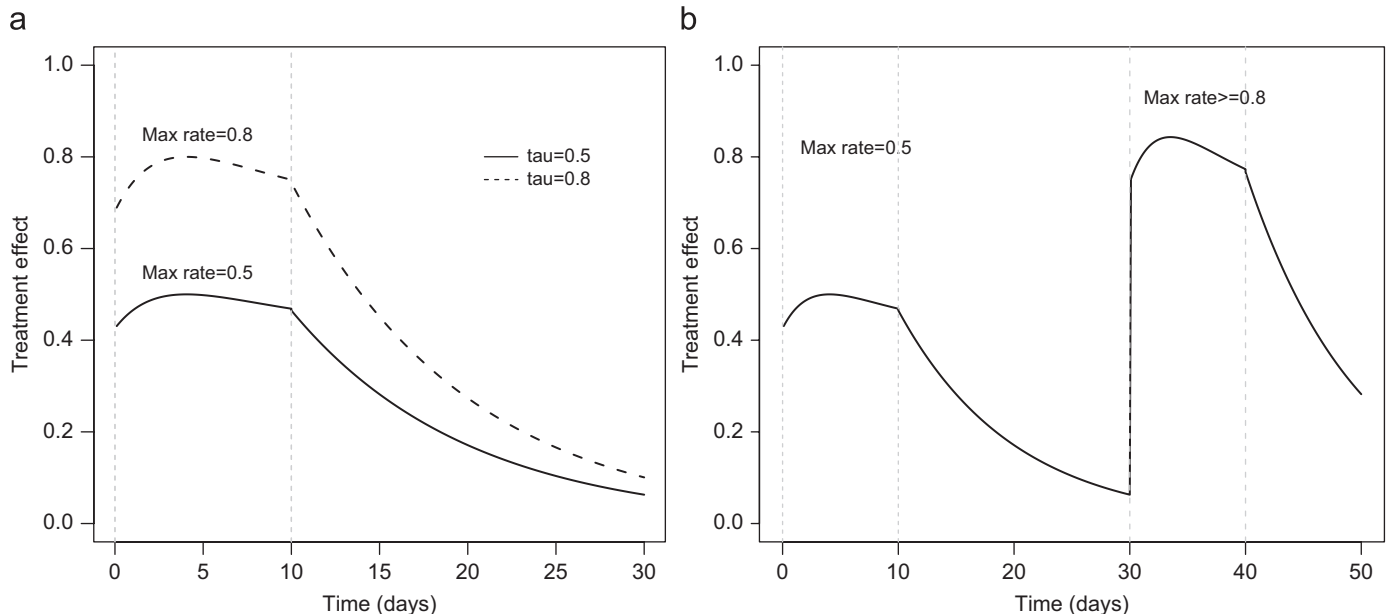 a
Treatment effect
1.0
0.8
0.6
0.4
0.2
0.0
Max rate=0.8
Max rate=0.5
tau=0.5
tau=0.8
0 5 10 15 20 25 30
Time (days)
b
Treatment effect
1.0
0.8
0.6
0.4
0.2
0.0
Max rate=0.5
Max rate>=0.8
0 10 20 30 40 50
Time (days)